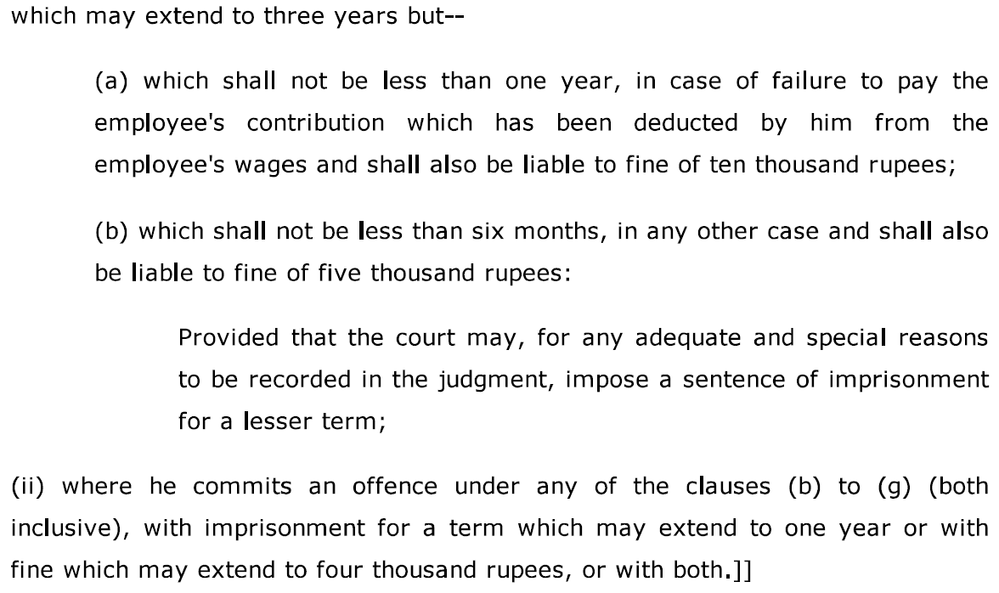 which may extend to three years but--
(a) which shall not be less than one year, in case of failure to pay the
employee's contribution which has been deducted by him from the
employee's wages and shall also be liable to fine of ten thousand rupees;
(b) which shall not be less than six months, in any other case and shall also
be liable to fine of five thousand rupees:
Provided that the court may, for any adequate and special reasons
to be recorded in the judgment, impose a sentence of imprisonment
for a lesser term;
(ii) where he commits an offence under any of the clauses (b) to (g) (both
inclusive), with imprisonment for a term which may extend to one year or with
fine which may extend to four thousand rupees, or with both.]]